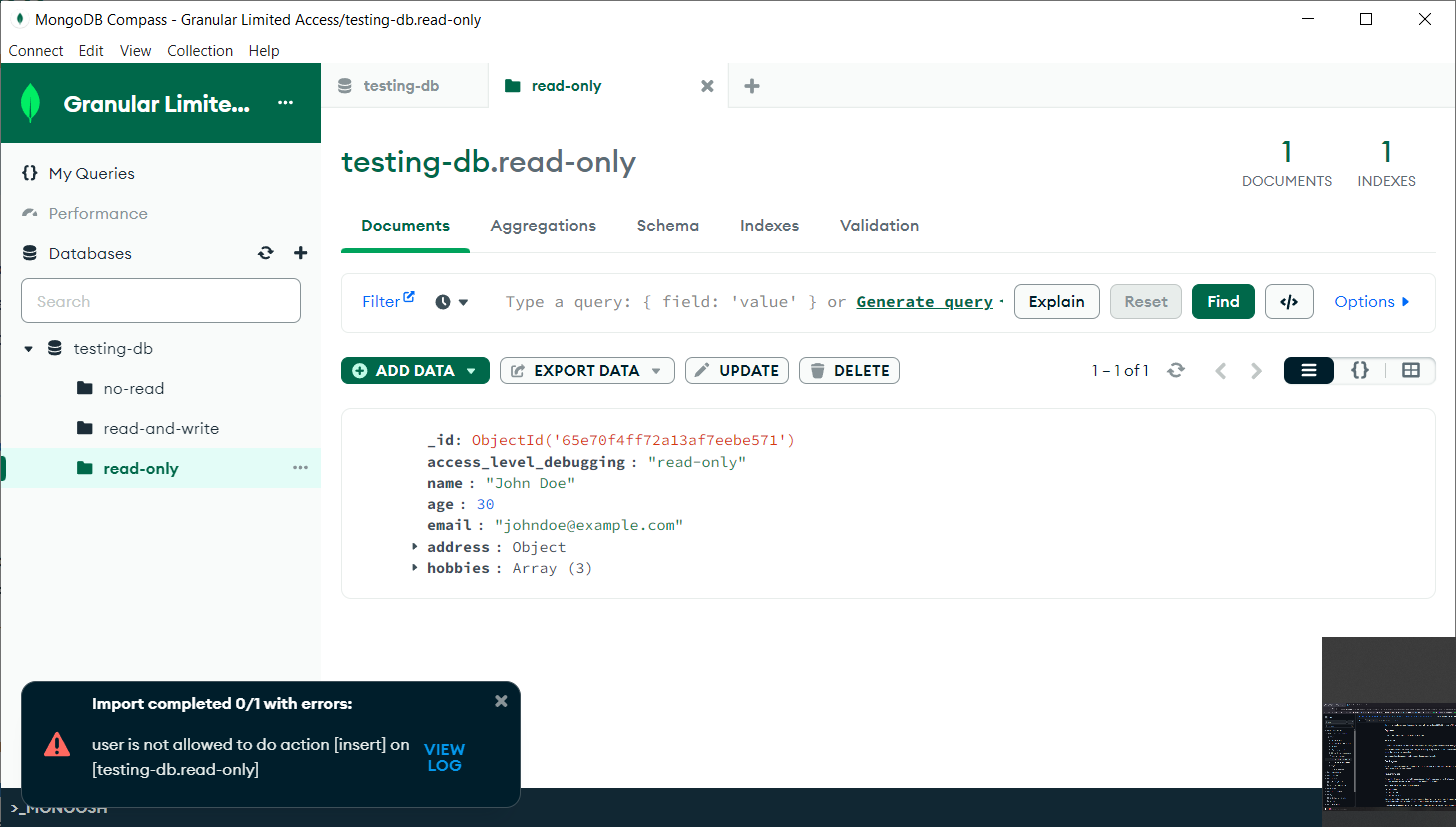 MongoDB Compass - Granular Limited Access/testing-db.read-only
Connect Edit View Collection Help
Granular Limite...
testing-db
read-only
{} My Queries
Performance
Databases
Search
testing-db
no-read
read-and-write
read-only
testing-db.read-only
1
DOCUMENTS
1
INDEXES
Documents Aggregations Schema Indexes Validation
Filter
Type a query: { field: 'value' } or Generate query
Explain Reset Find </> Options
ADD DATA EXPORT DATA UPDATE DELETE
1 – 1 of 1
{}
_id: ObjectId('65e70f4ff72a13af7eebe571')
access_level_debugging : "read-only"
name : "John Doe"
age : 30
email : "johndoe@example.com"
address : Object
hobbies : Array (3)
Import completed 0/1 with errors:
user is not allowed to do action [insert] on
[testing-db.read-only]
VIEW
LOG
>_MONGOSH